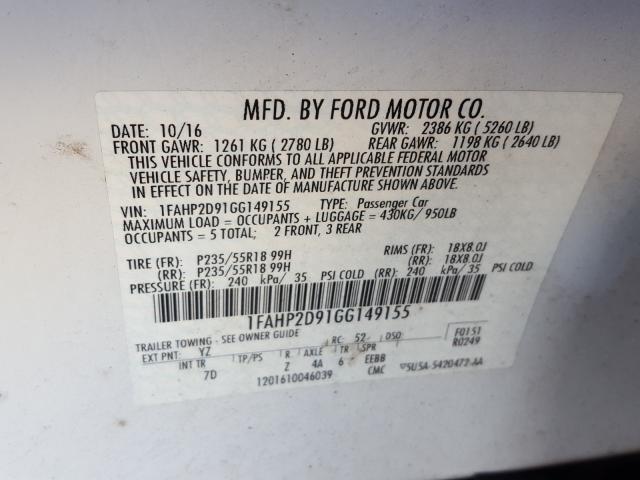 MFD. BY FORD MOTOR CO.
DATE: 10/16 GVWR: 2386 KG ( 5260 LB)
FRONT GAWR: 1261 KG ( 2780 LB) REAR GAWR: 1198 KG ( 2640 LB)
THIS VEHICLE CONFORMS TO ALL APPLICABLE FEDERAL MOTOR
VEHICLE SAFETY, BUMPER, AND THEFT PREVENTION STANDARDS
IN EFFECT ON THE DATE OF MANUFACTURE SHOWN ABOVE.
VIN: 1FAHP2D91GG149155 TYPE: Passenger Car
MAXIMUM LOAD = OCCUPANTS + LUGGAGE = 430KG/ 950LB
OCCUPANTS = 5 TOTAL; 2 FRONT, 3 REAR
TIRE (FR): P235/55R18 99H RIMS (FR): 18X8.0J
(RR): P235/55R18 99H (RR): 18X8.0J
PRESSURE (FR): 240 kPa/ 35 PSI COLD (RR): 240 kPa/ 35 PSI COLD
1FAHP2D91GG149155
TRAILER TOWING - SEE OWNER GUIDE RC: 52 DSO: F0151
EXT PNT: YZ R0249
INT TR TP/PS R AXLE TR SPR
7D Z 4A 6 EEBB
1201610046039 CMC ▽5U5A-5420472-AA